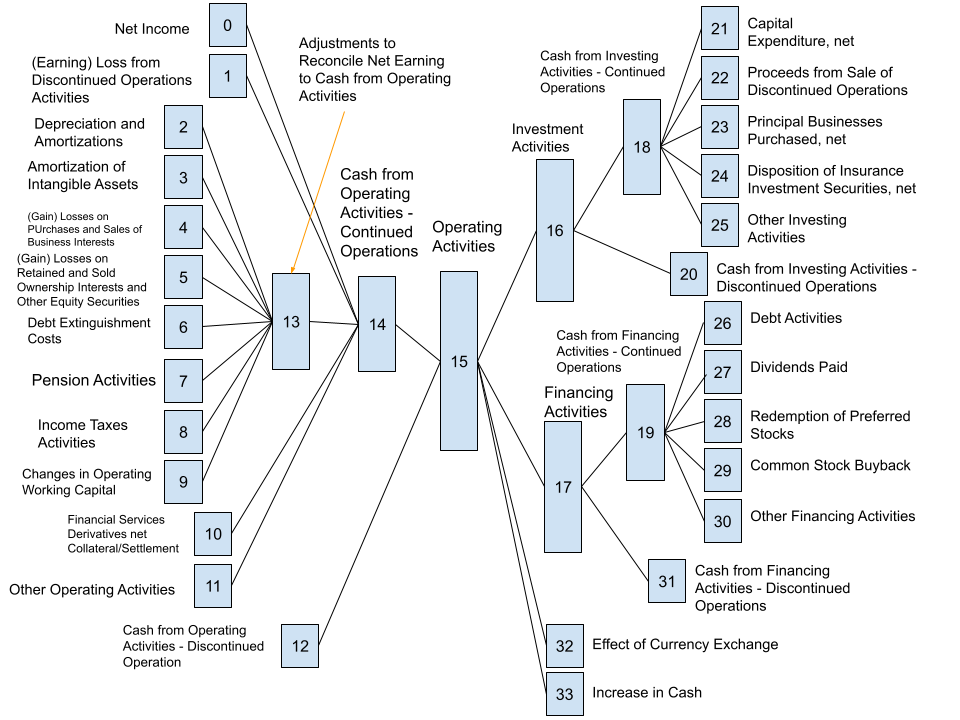 Net Income
0
(Earning) Loss from
Discontinued Operations
Activities
1
Depreciation and
Amortizations
2
Amortization of
Intangible Assets
3
(Gain) Losses on
PUrchases and Sales of
Business Interests
4
(Gain) Losses on
Retained and Sold
Ownership Interests and
Other Equity Securities
5
Debt Extinguishment
Costs
6
Pension Activities
7
Income Taxes
Activities
8
Changes in Operating
Working Capital
9
Financial Services
Derivatives net
Collateral/Settlement
10
Other Operating Activities
11
Cash from Operating
Activities - Discontinued
Operation
12
Adjustments to
Reconcile Net Earning
to Cash from Operating
Activities
13
Cash from
Operating
Activities -
Continued
Operations
14
Operating
Activities
15
Investment
Activities
16
Financing
Activities
17
Cash from Investing
Activities - Continued
Operations
18
Cash from Financing
Activities - Continued
Operations
19
20
Cash from Investing Activities -
Discontinued Operations
21
Capital
Expenditure, net
22
Proceeds from Sale of
Discontinued Operations
23
Principal Businesses
Purchased, net
24
Disposition of Insurance
Investment Securities, net
25
Other Investing
Activities
26
Debt Activities
27
Dividends Paid
28
Redemption of Preferred
Stocks
29
Common Stock Buyback
30
Other Financing Activities
31
Cash from Financing
Activities - Discontinued
Operations
32
Effect of Currency Exchange
33
Increase in Cash